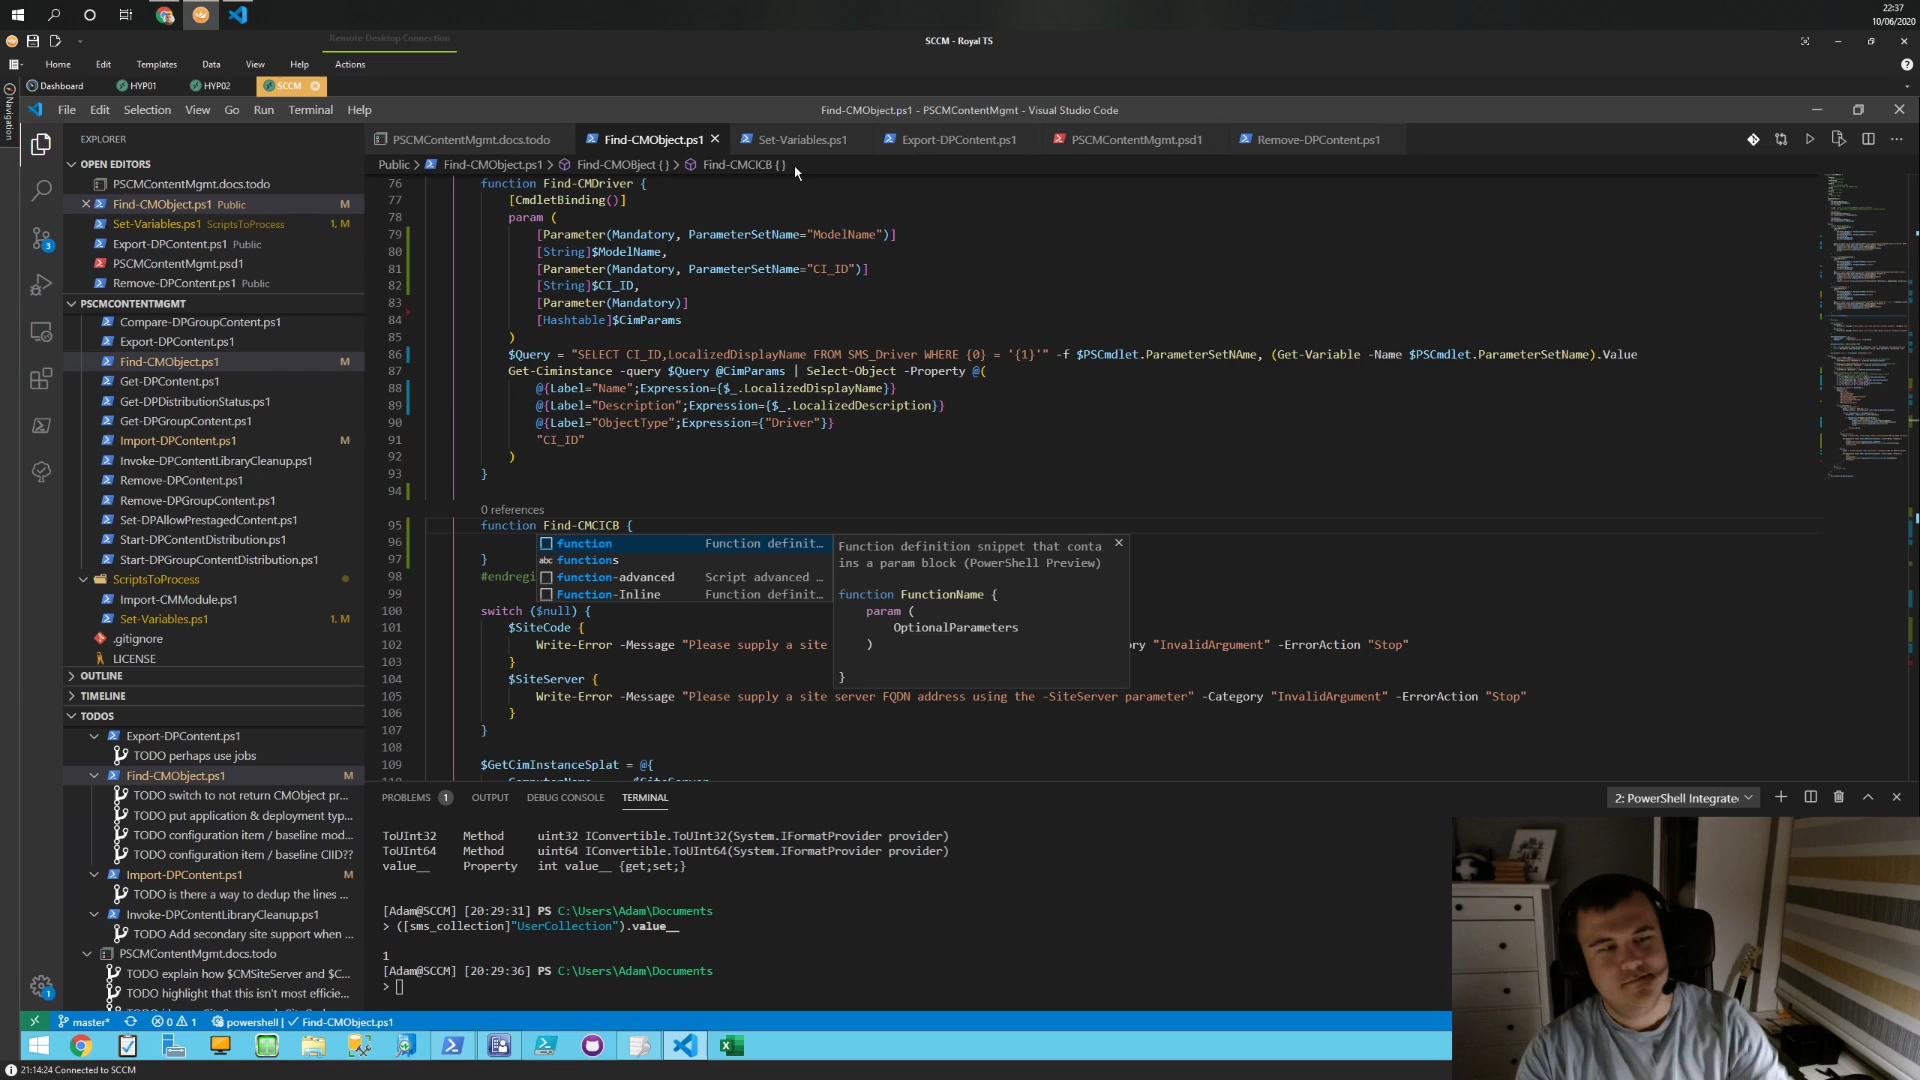 22:37
10/06/2020
Remote Desktop Connection
SCCM - Royal TS
Home Edit Templates Data View Help Actions
Dashboard HYP01 HYP02 SCCM
Navigation
File Edit Selection View Go Run Terminal Help
Find-CMObject.ps1 - PSCMContentMgmt - Visual Studio Code
EXPLORER
PSCMContentMgmt.docs.todo Find-CMObject.ps1 Set-Variables.ps1 Export-DPContent.ps1 PSCMContentMgmt.psd1 Remove-DPContent.ps1
Public > Find-CMObject.ps1 > Find-CMOBject { } > Find-CMCICB { }
OPEN EDITORS
PSCMContentMgmt.docs.todo
Find-CMObject.ps1 Public M
Set-Variables.ps1 ScriptsToProcess 1, M
Export-DPContent.ps1 Public
PSCMContentMgmt.psd1
Remove-DPContent.ps1 Public
PSCMCONTENTMGMT
Compare-DPGroupContent.ps1
Export-DPContent.ps1
Find-CMObject.ps1 M
Get-DPContent.ps1
Get-DPDistributionStatus.ps1
Get-DPGroupContent.ps1
Import-DPContent.ps1 M
Invoke-DPContentLibraryCleanup.ps1
Remove-DPContent.ps1
Remove-DPGroupContent.ps1
Set-DPAllowPrestagedContent.ps1
Start-DPContentDistribution.ps1
Start-DPGroupContentDistribution.ps1
ScriptsToProcess
Import-CMModule.ps1
Set-Variables.ps1 1, M
.gitignore
LICENSE
OUTLINE
TIMELINE
TODOS
Export-DPContent.ps1
TODO perhaps use jobs
Find-CMObject.ps1 M
TODO switch to not return CMObject pr...
TODO put application & deployment typ...
TODO configuration item / baseline mod...
TODO configuration item / baseline CIID??
Import-DPContent.ps1 M
TODO is there a way to dedup the lines ...
Invoke-DPContentLibraryCleanup.ps1
TODO Add secondary site support when ...
PSCMContentMgmt.docs.todo
TODO explain how $CMSiteServer and $C...
TODO highlight that this isn't most efficie...
3
1
76 function Find-CMDriver {
77 [CmdletBinding()]
78 param (
79 [Parameter(Mandatory, ParameterSetName="ModelName")]
80 [String]$ModelName,
81 [Parameter(Mandatory, ParameterSetName="CI_ID")]
82 [String]$CI_ID,
83 [Parameter(Mandatory)]
84 [Hashtable]$CimParams
85 )
86 $Query = "SELECT CI_ID,LocalizedDisplayName FROM SMS_Driver WHERE {0} = '{1}'" -f $PSCmdlet.ParameterSetNAme, (Get-Variable -Name $PSCmdlet.ParameterSetName).Value
87 Get-Ciminstance -query $Query @CimParams | Select-Object -Property @(
88 @{Label="Name";Expression={$_.LocalizedDisplayName}}
89 @{Label="Description";Expression={$_.LocalizedDescription}}
90 @{Label="ObjectType";Expression={"Driver"}}
91 "CI_ID"
92 )
93 }
94
0 references
95 function Find-CMCICB {
96
97 }
98 #endregi
99
100 switch ($null) {
101 $SiteCode {
102 Write-Error -Message "Please supply a site ry "InvalidArgument" -ErrorAction "Stop"
103 }
104 $SiteServer {
105 Write-Error -Message "Please supply a site server FQDN address using the -SiteServer parameter" -Category "InvalidArgument" -ErrorAction "Stop"
106 }
107 }
108
109 $GetCimInstanceSplat = @{
function Function definit...
functions
function-advanced Script advanced ...
Function-Inline Function definit...
Function definition snippet that conta
ins a param block (PowerShell Preview)
function FunctionName {
param (
OptionalParameters
)
}
PROBLEMS 1 OUTPUT DEBUG CONSOLE TERMINAL
2: PowerShell Integrate
ToUInt32 Method uint32 IConvertible.ToUInt32(System.IFormatProvider provider)
ToUInt64 Method uint64 IConvertible.ToUInt64(System.IFormatProvider provider)
value__ Property int value__ {get;set;}
[Adam@SCCM] [20:29:31] PS C:\Users\Adam\Documents
> ([sms_collection]"UserCollection").value__
1
[Adam@SCCM] [20:29:36] PS C:\Users\Adam\Documents
>
master* 0 1 powershell | Find-CMObject.ps1
21:14:24 Connected to SCCM